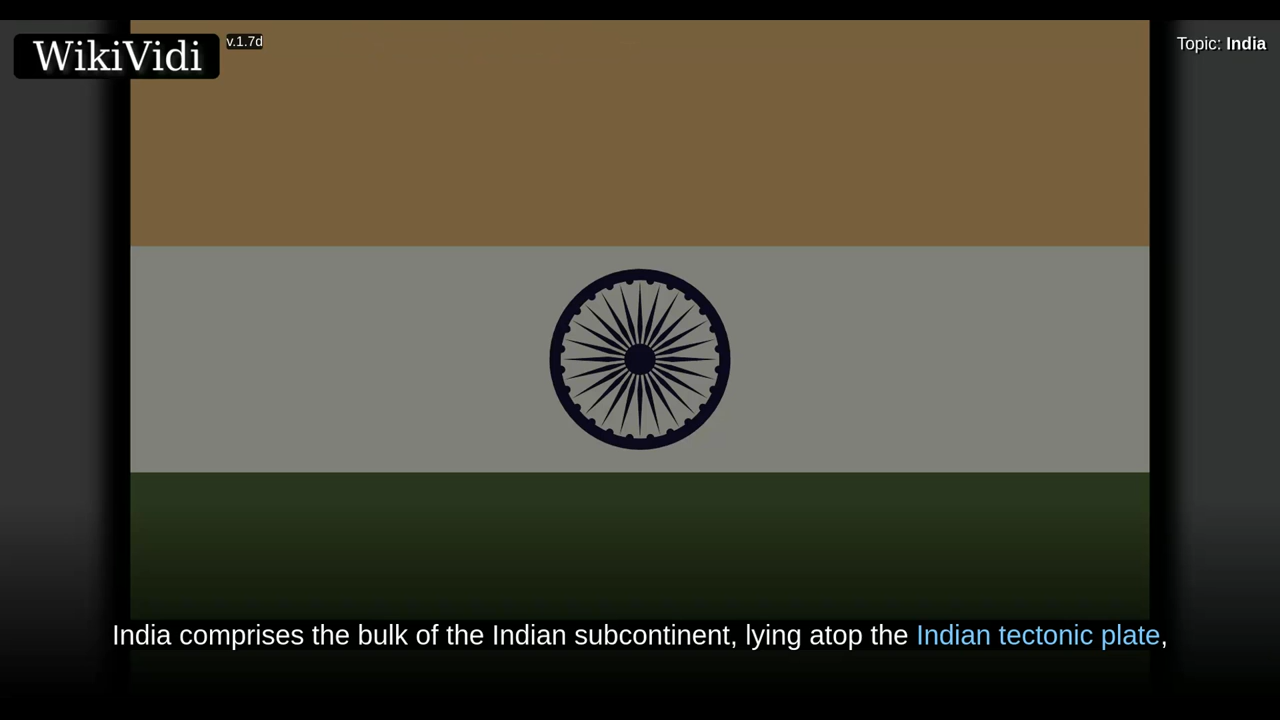 WikiVidi
v.1.7d
Topic: India
India comprises the bulk of the Indian subcontinent, lying atop the Indian tectonic plate,